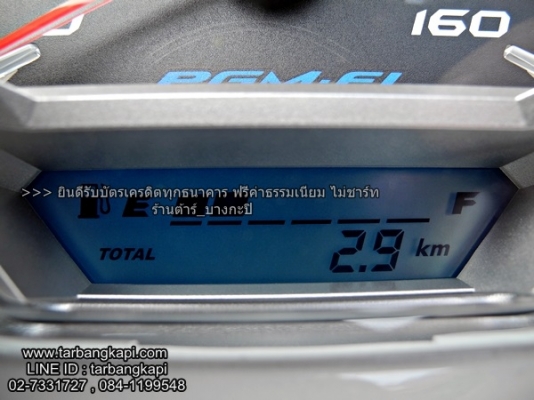 160
PGM-FI
>>> ยินดีรับบัตรเครดิตทุกธนาคาร ฟรีค่าธรรมเนียม ไม่ชาร์ท
ร้านต้าร์_บางกะปิ
E F
TOTAL 2.9 km
www.tarbangkapi.com
LINE ID : tarbangkapi
02-7331727 , 084-1199548